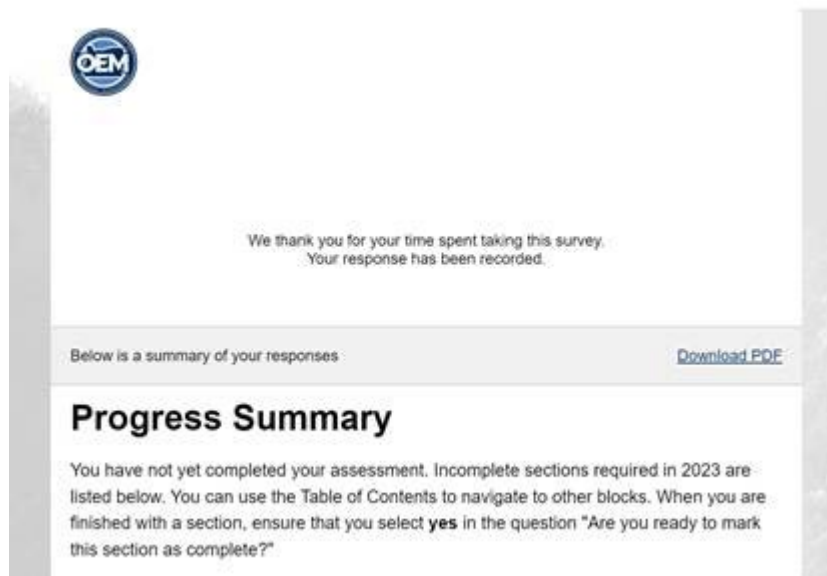 OEM
We thank you for your time spent taking this survey.
Your response has been recorded.
Below is a summary of your responses
Download PDF
Progress Summary
You have not yet completed your assessment. Incomplete sections required in 2023 are
listed below. You can use the Table of Contents to navigate to other blocks. When you are
finished with a section, ensure that you select yes in the question "Are you ready to mark
this section as complete?"